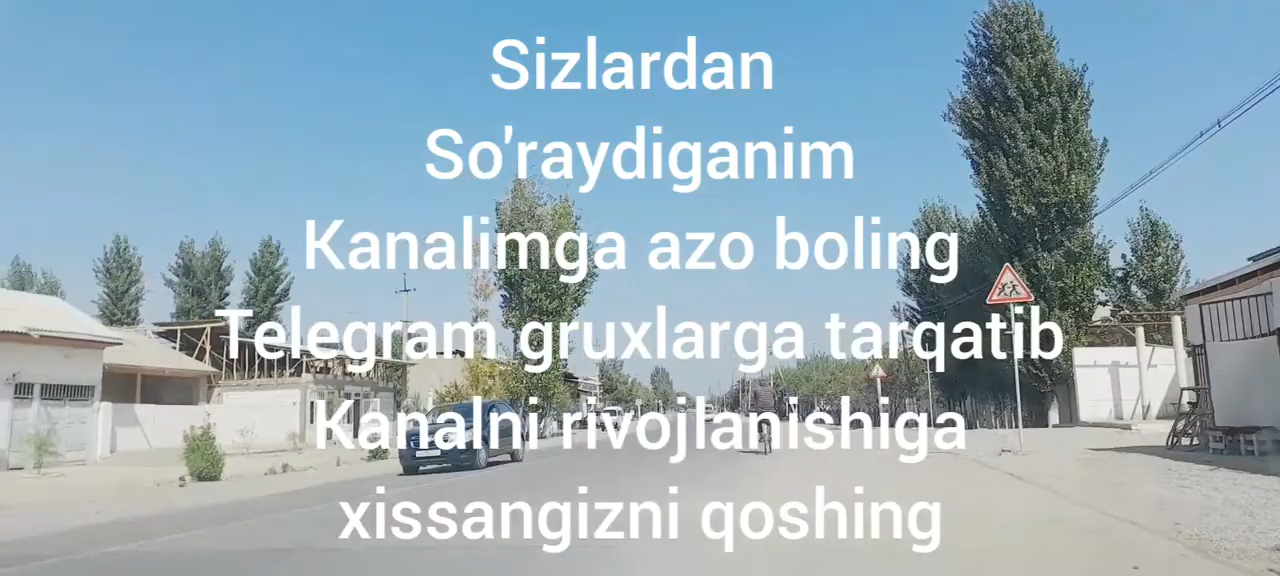 Sizlardan
So'raydiganim
Kanalimga azo boling
Telegram gruxlarga tarqatib
Kanalni rivojlanishiga
xissangizni qoshing